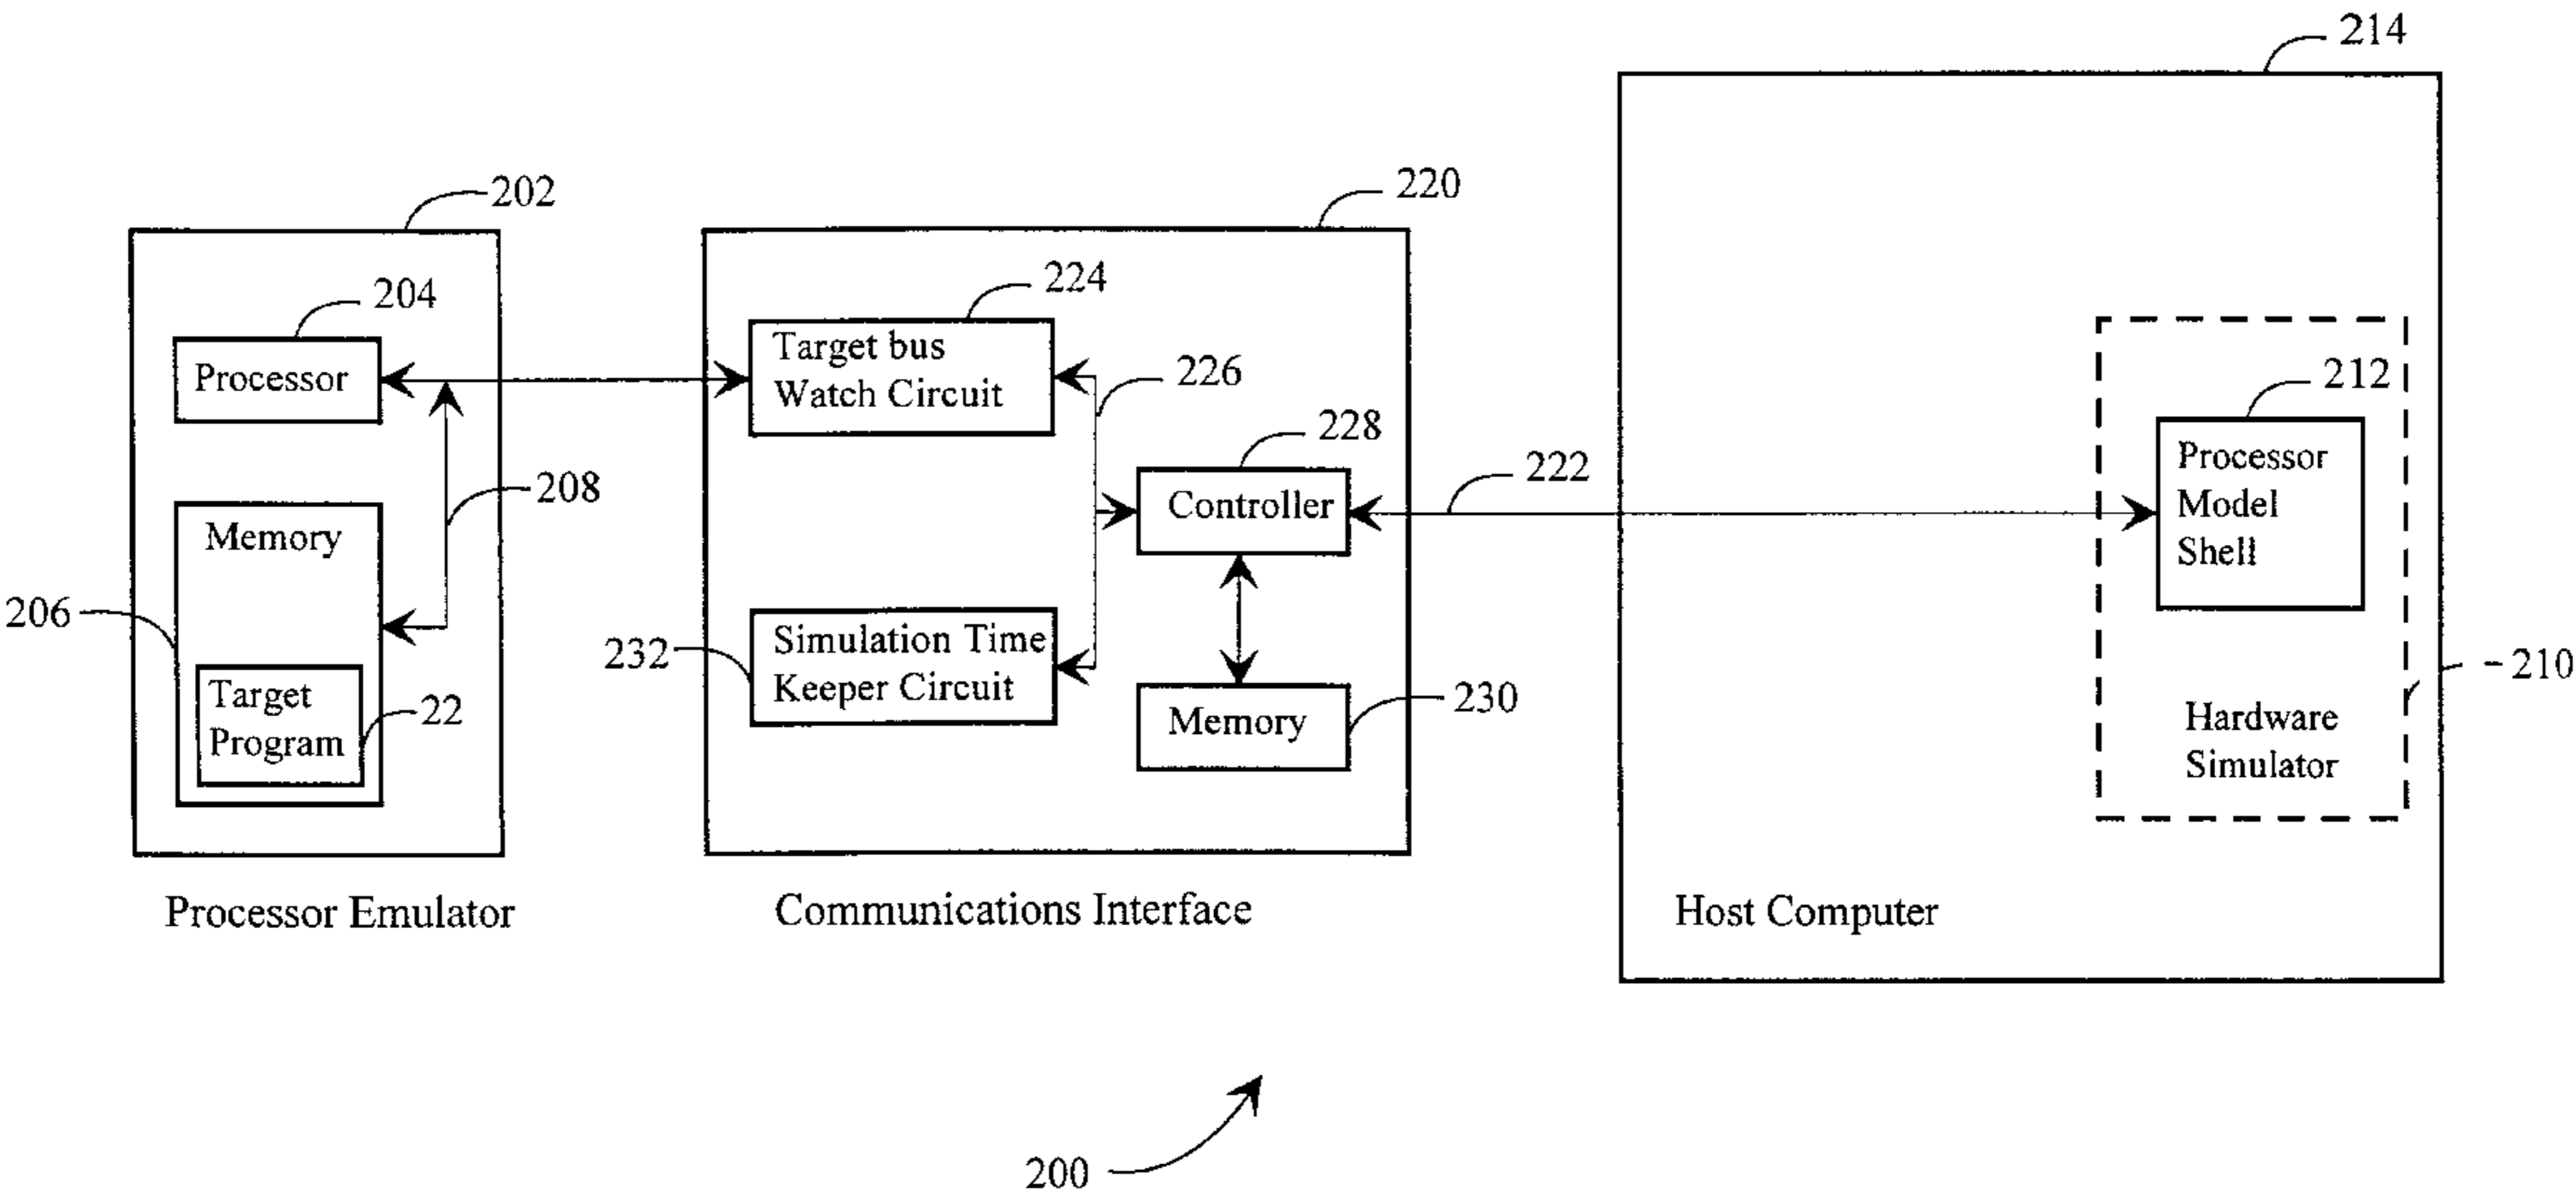 214
202
220
204
Processor
224
Target bus
Watch Circuit
226
212
Processor
Model
Shell
228
Controller
222
208
Memory
206
Target
Program
22
232
Simulation Time
Keeper Circuit
Memory
230
210
Hardware
Simulator
Processor Emulator
Communications Interface
Host Computer
200